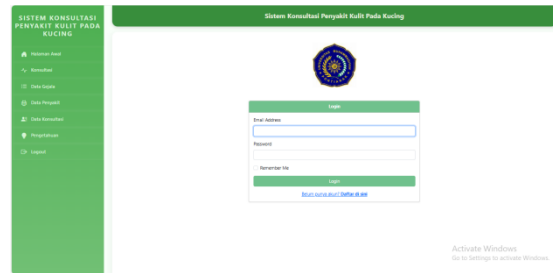 SISTEM KONSULTASI
PENYAKIT KULIT PADA
KUCING
Halaman Awal
Konsultasi
Data Gejala
Data Penyakit
Data Konsultasi
Pengetahuan
Logout
Sistem Konsultasi Penyakit Kulit Pada Kucing
Login
Email Address
Password
Remember Me
Login
Belum punya akun? Daftar di sini
Activate Windows
Go to Settings to activate Windows.